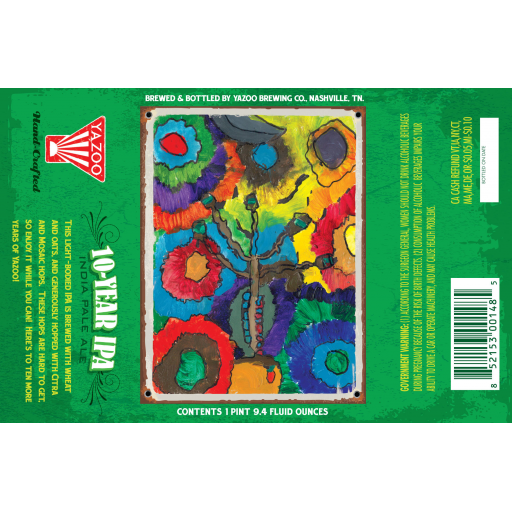 BREWED & BOTTLED BY YAZOO BREWING CO., NASHVILLE, TN.
CONTENTS 1 PINT 9.4 FLUID OUNCES
YAZOO
Hand-Crafted
10-YEAR IPA
INDIA PALE ALE
THIS LIGHT-BODIED IPA IS BREWED WITH WHEAT
AND OATS, AND GENEROUSLY HOPPED WITH CITRA
AND MOSAIC HOPS. THESE HOPS ARE HARD TO GET,
SO ENJOY IT WHILE YOU CAN! HERE'S TO TEN MORE
YEARS OF YAZOO!
GOVERNMENT WARNING: (1) ACCORDING TO THE SURGEON GENERAL, WOMEN SHOULD NOT DRINK ALCOHOLIC BEVERAGES
DURING PREGNANCY BECAUSE OF THE RISK OF BIRTH DEFECTS. (2) CONSUMPTION OF ALCOHOLIC BEVERAGES IMPAIRS YOUR
ABILITY TO DRIVE A CAR OR OPERATE MACHINERY, AND MAY CAUSE HEALTH PROBLEMS.
CA CASH REFUND VT,IA,NY,CT,
MA,ME,DE,OR-$0.05,MI-$0.10
BOTTLED ON DATE
8 52153 00148 5